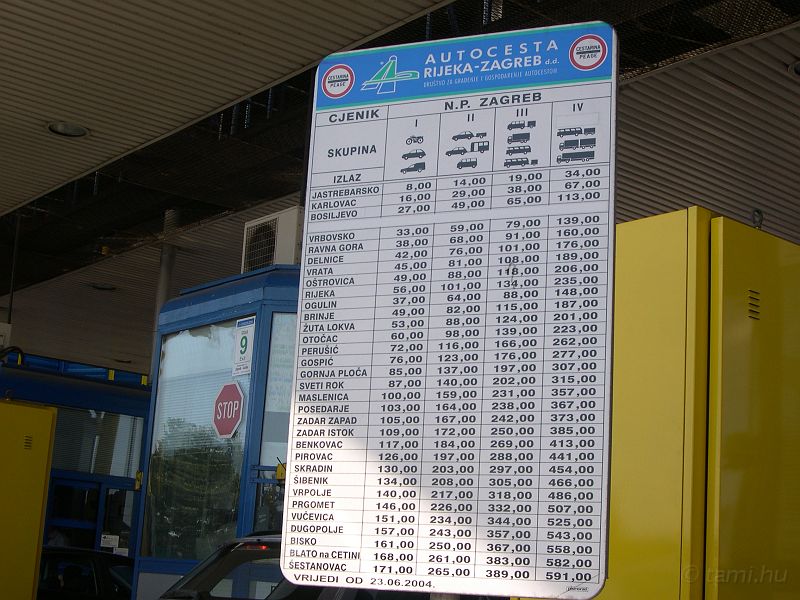 CESTARINA
PEAGE
AUTOCESTA
RIJEKA-ZAGREB d.d.
DRUŠTVO ZA GRAĐENJE I GOSPODARENJE AUTOCESTOM
CESTARINA
PEAGE
CJENIK N.P. ZAGREB
SKUPINA I II III IV
IZLAZ
JASTREBARSKO 8,00 14,00 19,00 34,00
KARLOVAC 16,00 29,00 38,00 67,00
BOSILJEVO 27,00 49,00 65,00 113,00
VRBOVSKO 33,00 59,00 79,00 139,00
RAVNA GORA 38,00 68,00 91,00 160,00
DELNICE 42,00 76,00 101,00 176,00
VRATA 45,00 81,00 108,00 189,00
OŠTROVICA 49,00 88,00 118,00 206,00
RIJEKA 56,00 101,00 134,00 235,00
OGULIN 37,00 64,00 88,00 148,00
BRINJE 49,00 82,00 115,00 187,00
ŽUTA LOKVA 53,00 88,00 124,00 201,00
OTOČAC 60,00 98,00 139,00 223,00
PERUŠIĆ 72,00 116,00 166,00 262,00
GOSPIĆ 76,00 123,00 176,00 277,00
GORNJA PLOČA 85,00 137,00 197,00 307,00
SVETI ROK 87,00 140,00 202,00 315,00
MASLENICA 100,00 159,00 231,00 357,00
POSEDARJE 103,00 164,00 238,00 367,00
ZADAR ZAPAD 105,00 167,00 242,00 373,00
ZADAR ISTOK 109,00 172,00 250,00 385,00
BENKOVAC 117,00 184,00 269,00 413,00
PIROVAC 126,00 197,00 288,00 441,00
SKRADIN 130,00 203,00 297,00 454,00
ŠIBENIK 134,00 208,00 305,00 466,00
VRPOLJE 140,00 217,00 318,00 486,00
PRGOMET 146,00 226,00 332,00 507,00
VUČEVICA 151,00 234,00 344,00 525,00
DUGOPOLJE 157,00 243,00 357,00 543,00
BISKO 161,00 250,00 367,00 558,00
BLATO na CETINI 168,00 261,00 383,00 582,00
ŠESTANOVAC 171,00 265,00 389,00 591,00
VRIJEDI OD 23.06.2004.
9
STOP
© tami.hu